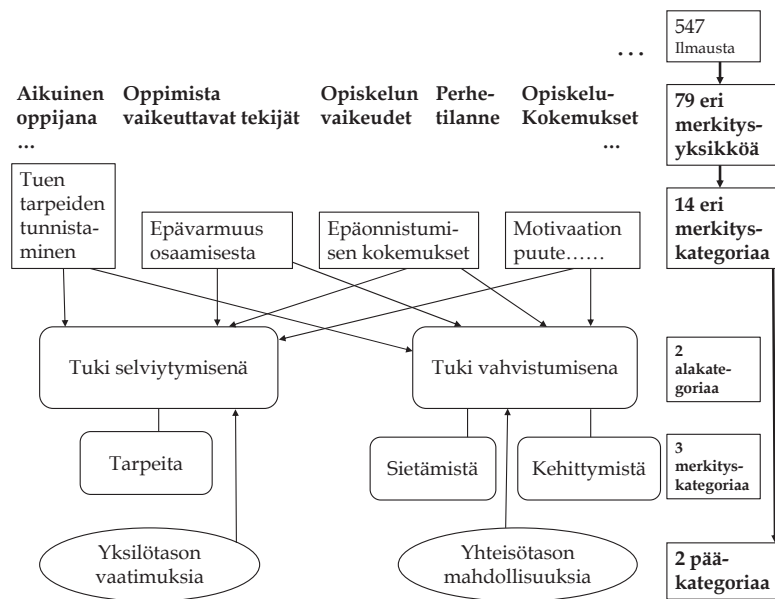 547
Ilmausta
…
Aikuinen
oppijana
...
Oppimista
vaikeuttavat tekijät
Opiskelun
vaikeudet
Perhe-
tilanne
Opiskelu-
Kokemukset
...
79 eri
merkitys-
yksikköä
Tuen
tarpeiden
tunnista-
minen
Epävarmuus
osaamisesta
Epäonnistumi-
sen kokemukset
Motivaation
puute……
14 eri
merkitys-
kategoriaa
Tuki selviytymisenä
Tuki vahvistumisena
2
alakate-
goriaa
Tarpeita
Sietämistä
Kehittymistä
3
merkitys-
kategoriaa
Yksilötason
vaatimuksia
Yhteisötason
mahdollisuuksia
2 pää-
kategoriaa